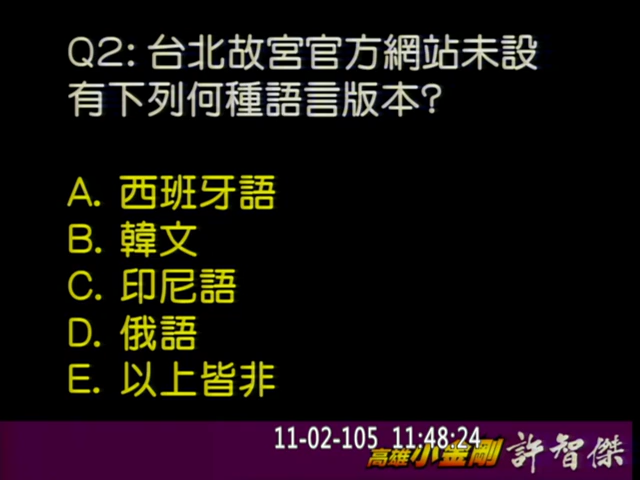 Q2: 台北故宮官方網站未設
有下列何種語言版本?
A. 西班牙語
B. 韓文
C. 印尼語
D. 俄語
E. 以上皆非
11-02-105 11:48:24
高雄小金剛 許智傑